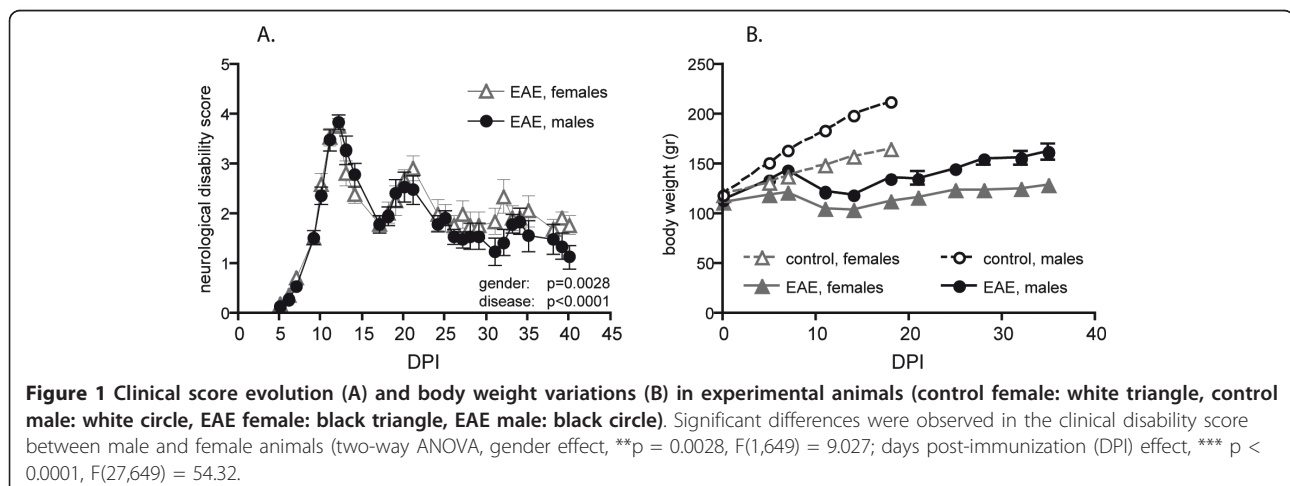 A.
5
4
3
2
1
0
neurological disability score
EAE, females
EAE, males
gender: p=0.0028
disease: p<0.0001
0 5 10 15 20 25 30 35 40 45
DPI
B.
250
200
150
100
50
0
body weight (gr)
control, females
control, males
EAE, females
EAE, males
0 10 20 30 40
DPI
Figure 1 Clinical score evolution (A) and body weight variations (B) in experimental animals (control female: white triangle, control
male: white circle, EAE female: black triangle, EAE male: black circle). Significant differences were observed in the clinical disability score
between male and female animals (two-way ANOVA, gender effect, **p = 0.0028, F(1,649) = 9.027; days post-immunization (DPI) effect, *** p <
0.0001, F(27,649) = 54.32.